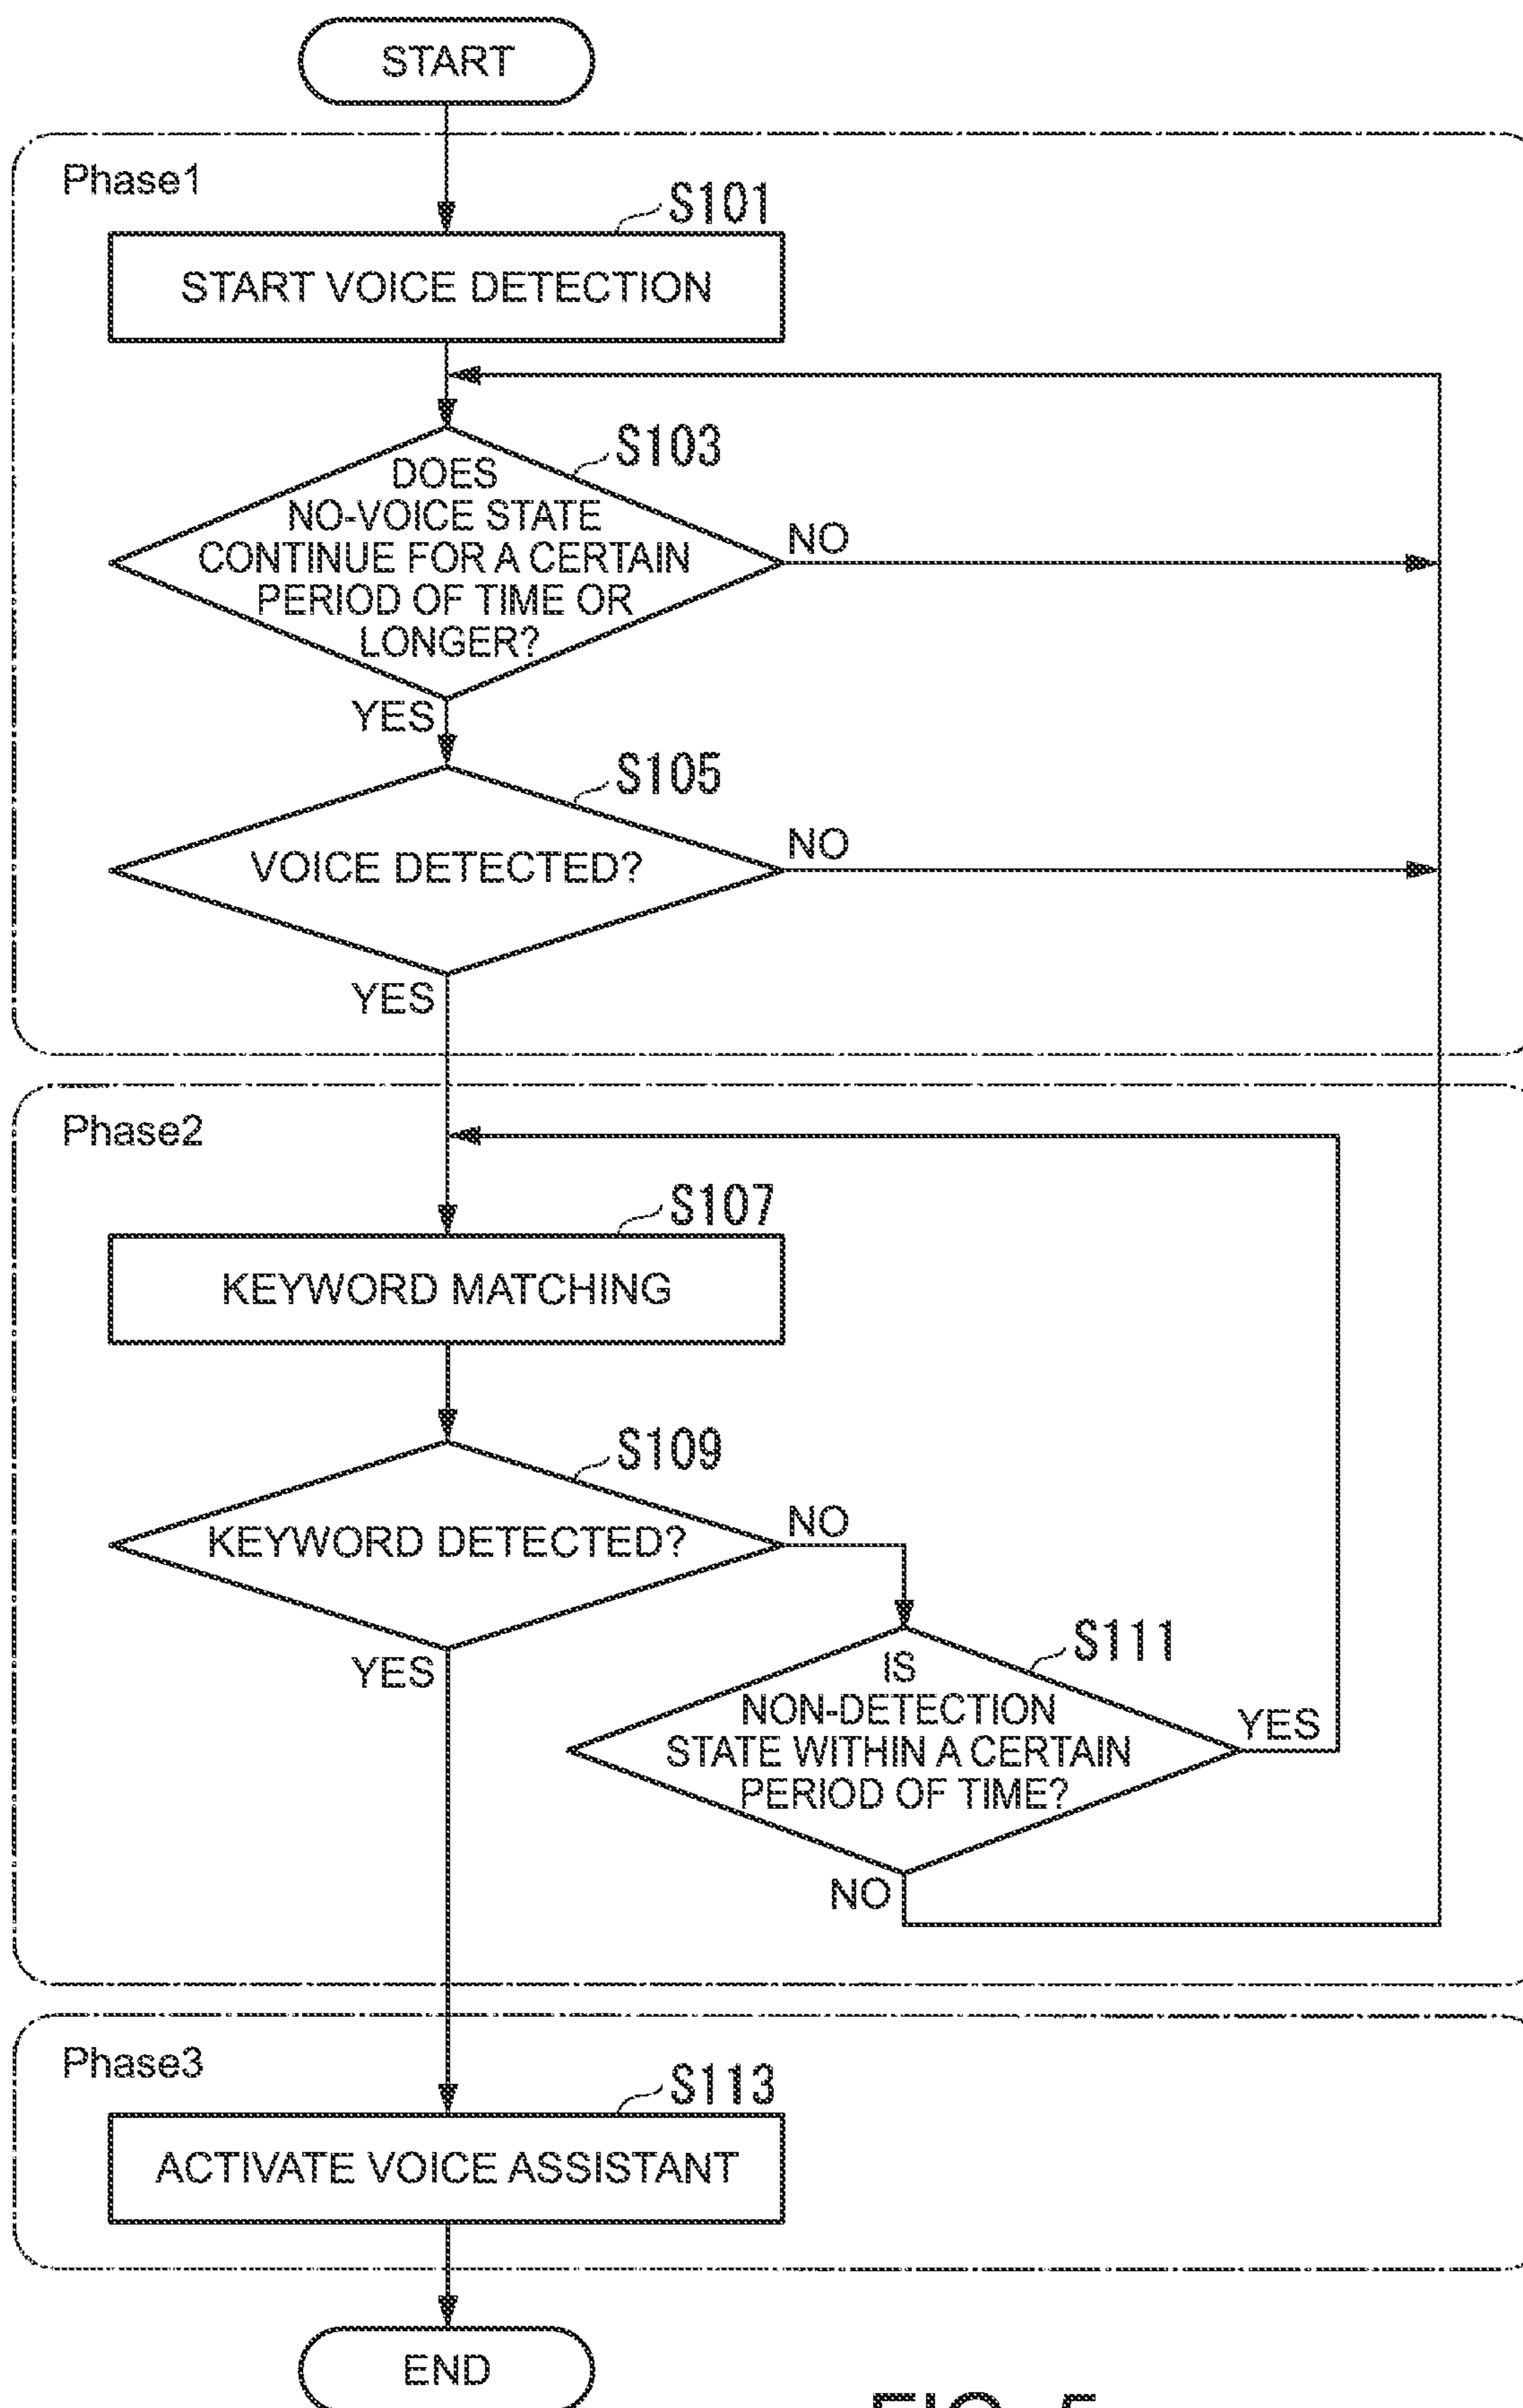 START
Phase1
S101
START VOICE DETECTION
S103
DOES
NO-VOICE STATE
CONTINUE FOR A CERTAIN
PERIOD OF TIME OR
LONGER?
NO
YES
S105
VOICE DETECTED?
NO
YES
Phase2
S107
KEYWORD MATCHING
S109
KEYWORD DETECTED?
NO
YES
S111
IS
NON-DETECTION
STATE WITHIN A CERTAIN
PERIOD OF TIME?
YES
NO
Phase3
S113
ACTIVATE VOICE ASSISTANT
END